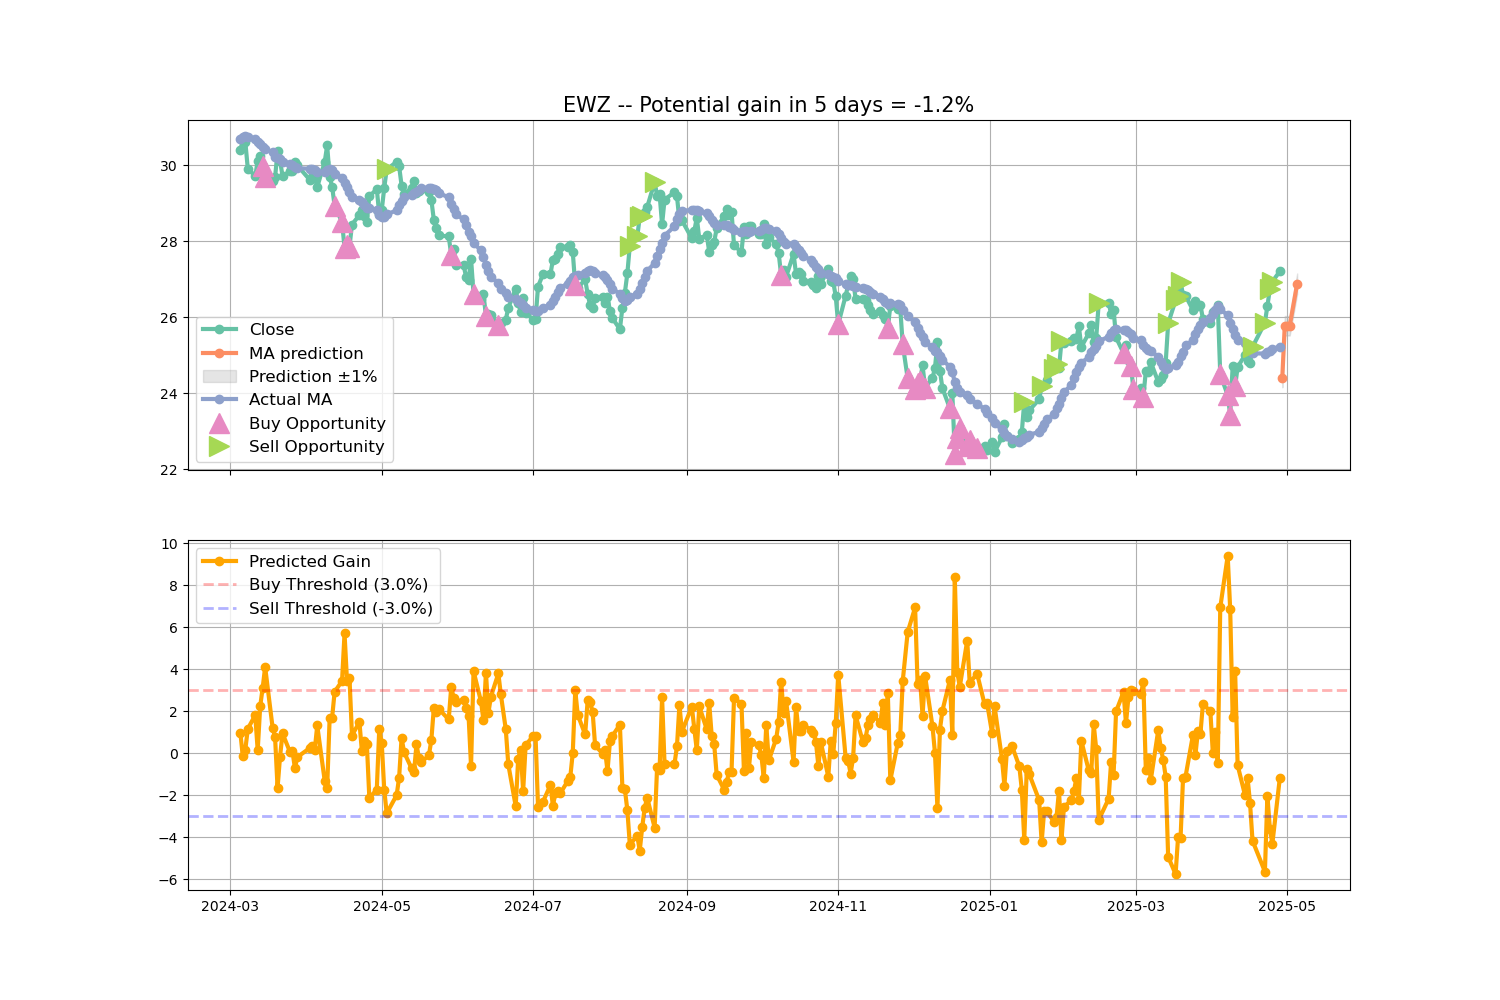 EWZ -- Potential gain in 5 days = -1.2%
30
28
26
24
22
Close
MA prediction
Prediction ±1%
Actual MA
Buy Opportunity
Sell Opportunity
10
8
6
4
2
0
−2
−4
−6
Predicted Gain
Buy Threshold (3.0%)
Sell Threshold (-3.0%)
2024-03 2024-05 2024-07 2024-09 2024-11 2025-01 2025-03 2025-05